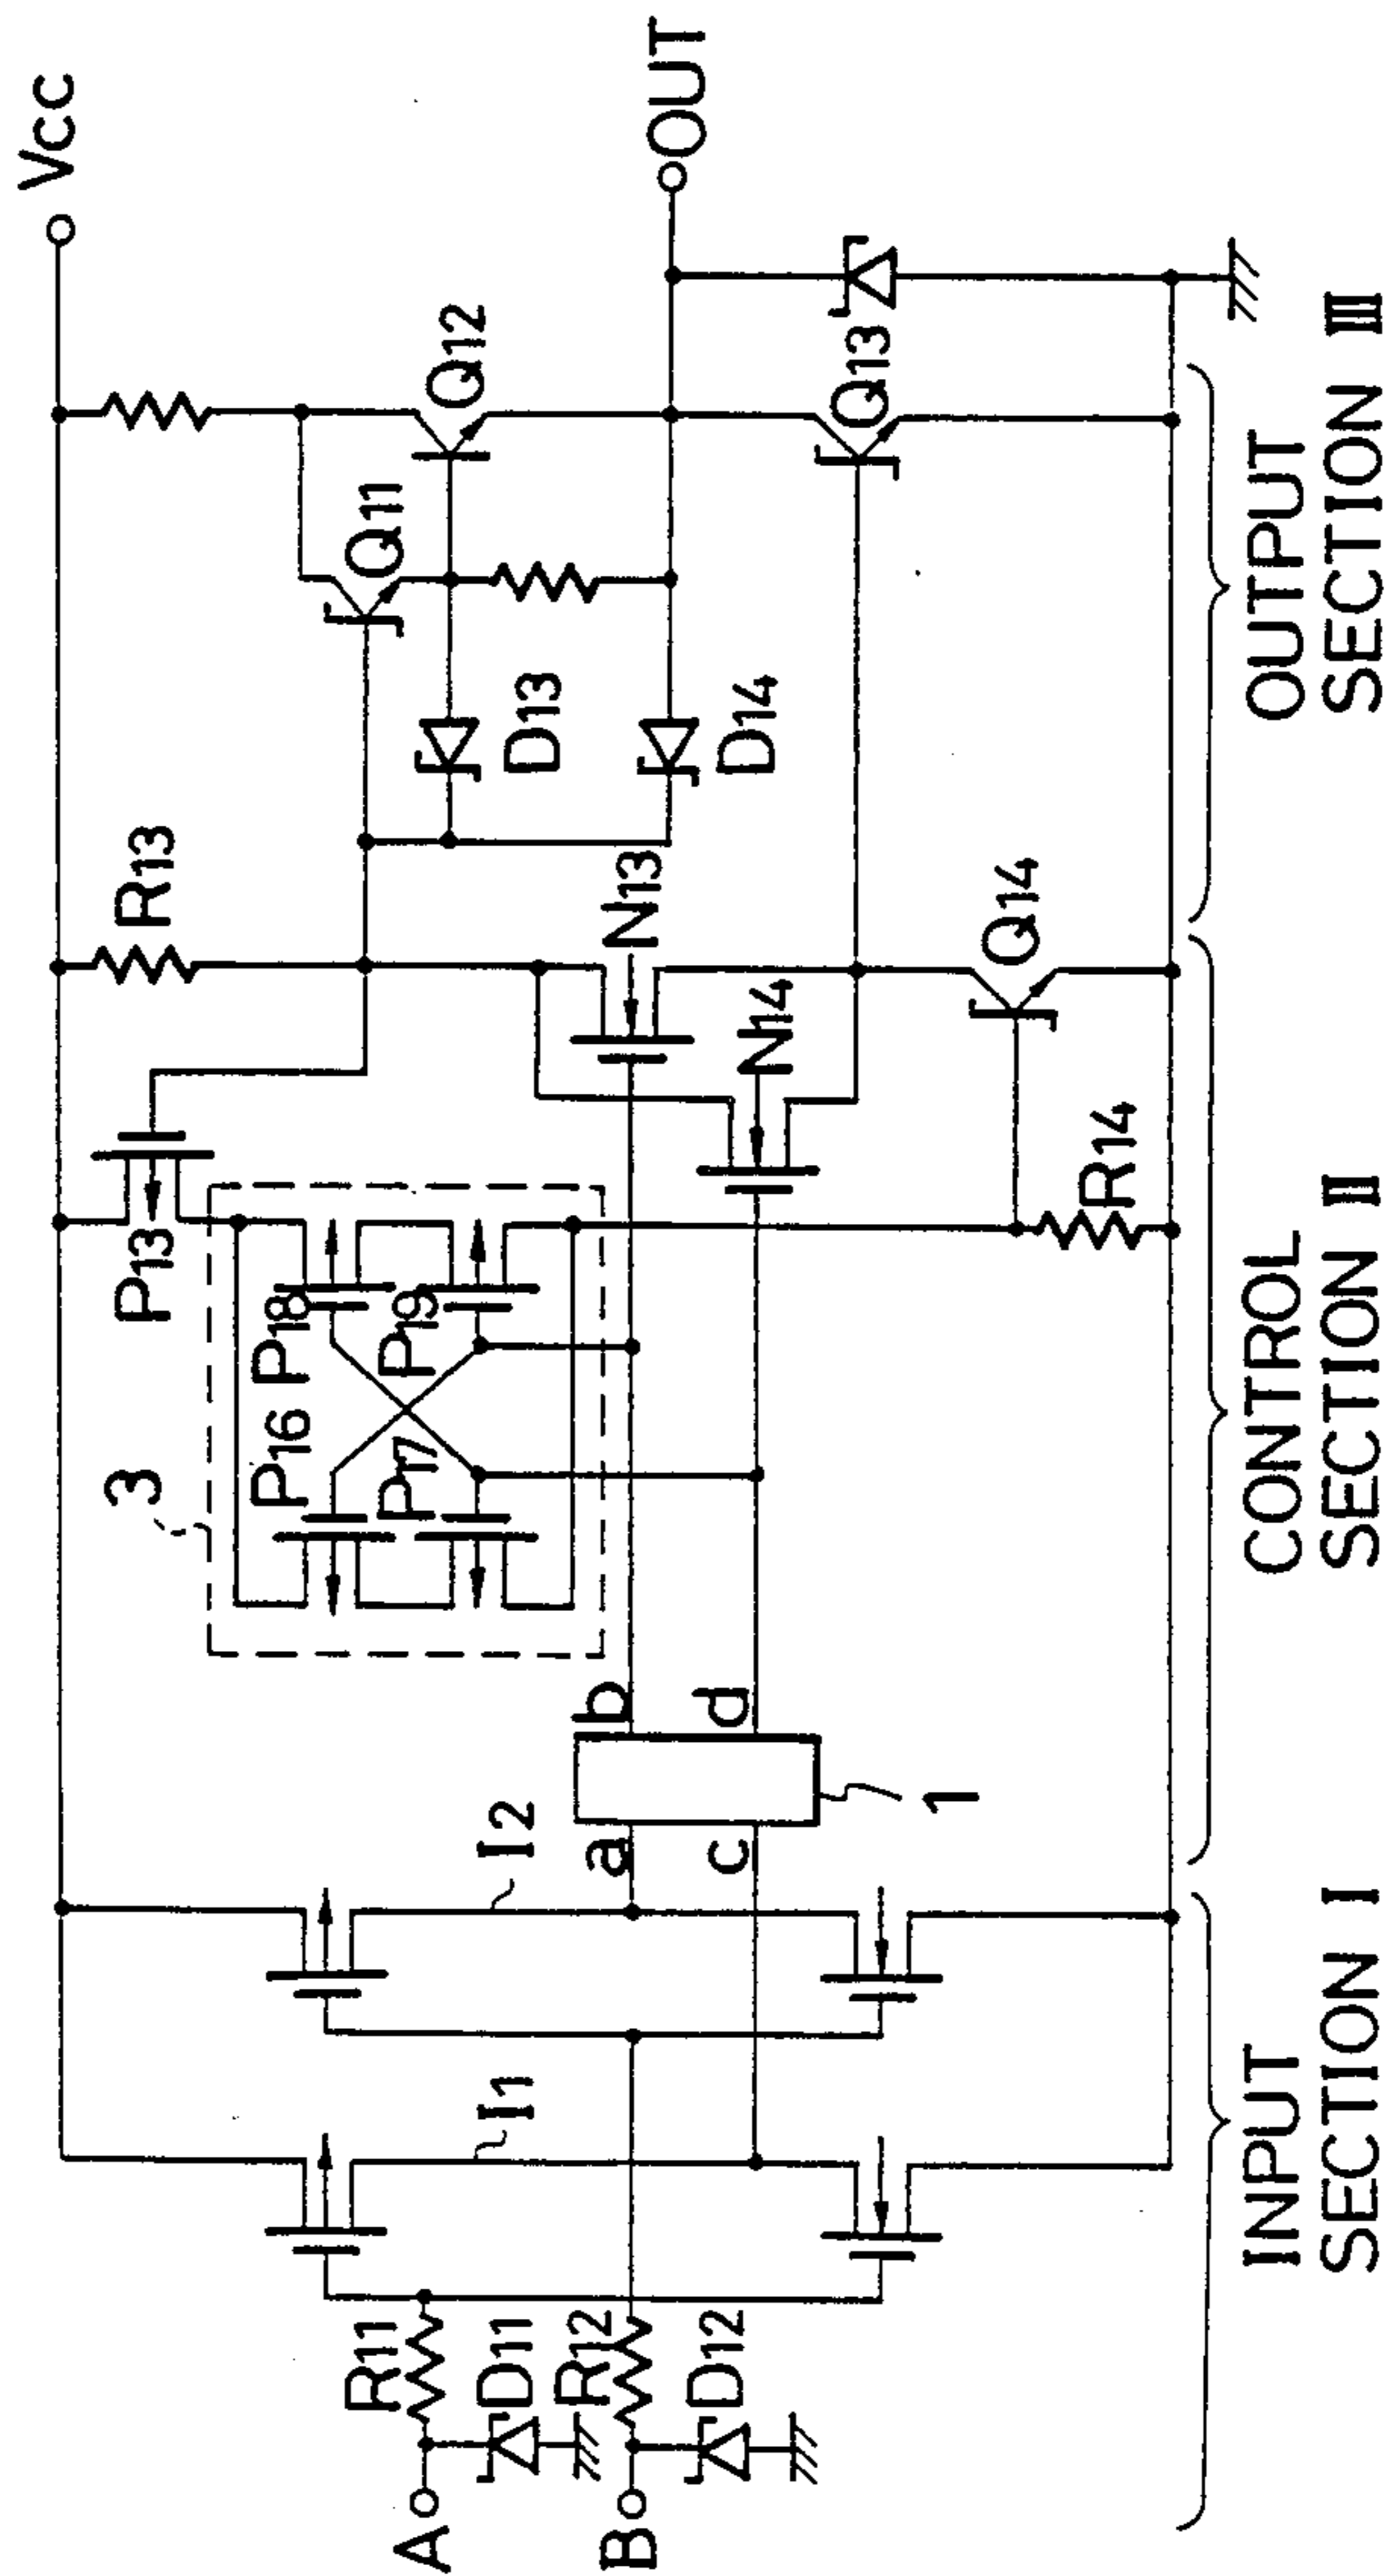 Vcc
OUT
Q12
Q11
Q13
D13
D14
R13
N13
N14
Q14
P13
R14
P18
P19
P16
P17
3
b
d
a
c
1
I2
I1
R11
D11
R12
D12
A
B
INPUT
SECTION I
CONTROL
SECTION II
OUTPUT
SECTION III